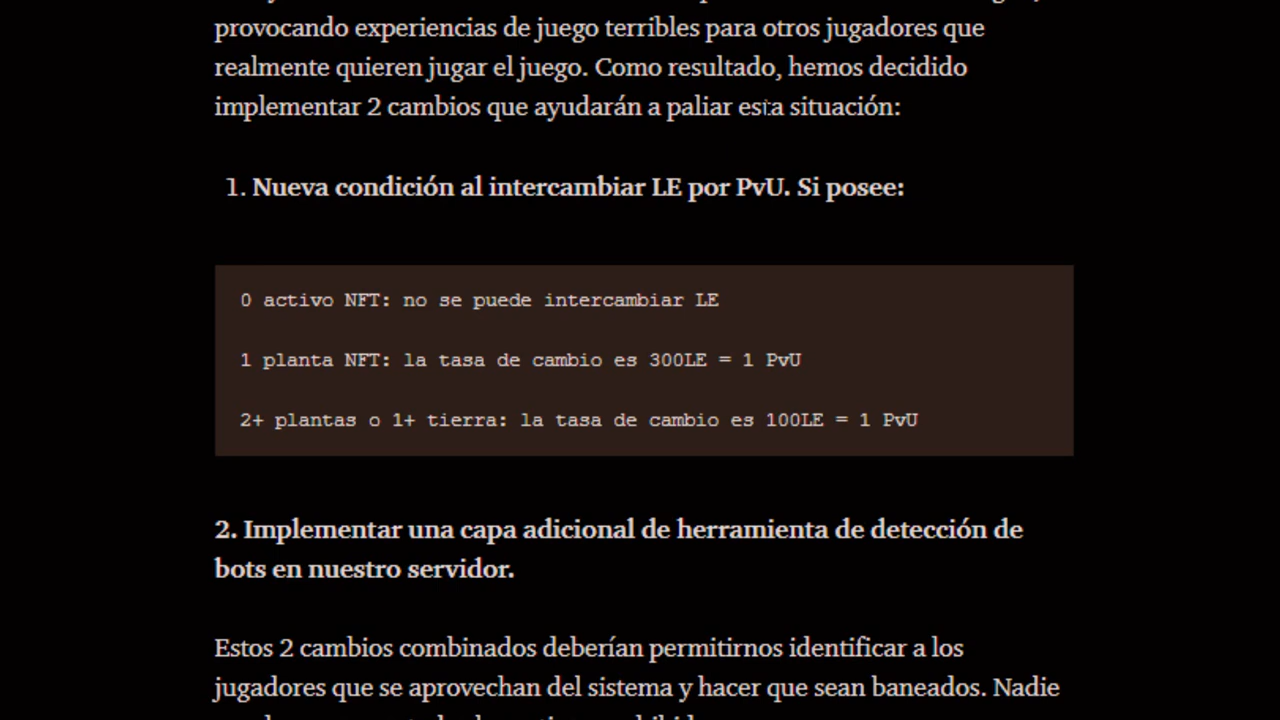 provocando experiencias de juego terribles para otros jugadores que
realmente quieren jugar el juego. Como resultado, hemos decidido
implementar 2 cambios que ayudarán a paliar esta situación:
1. Nueva condición al intercambiar LE por PvU. Si posee:
0 activo NFT: no se puede intercambiar LE
1 planta NFT: la tasa de cambio es 300LE = 1 PvU
2+ plantas o 1+ tierra: la tasa de cambio es 100LE = 1 PvU
2. Implementar una capa adicional de herramienta de detección de
bots en nuestro servidor.
Estos 2 cambios combinados deberían permitirnos identificar a los
jugadores que se aprovechan del sistema y hacer que sean baneados. Nadie